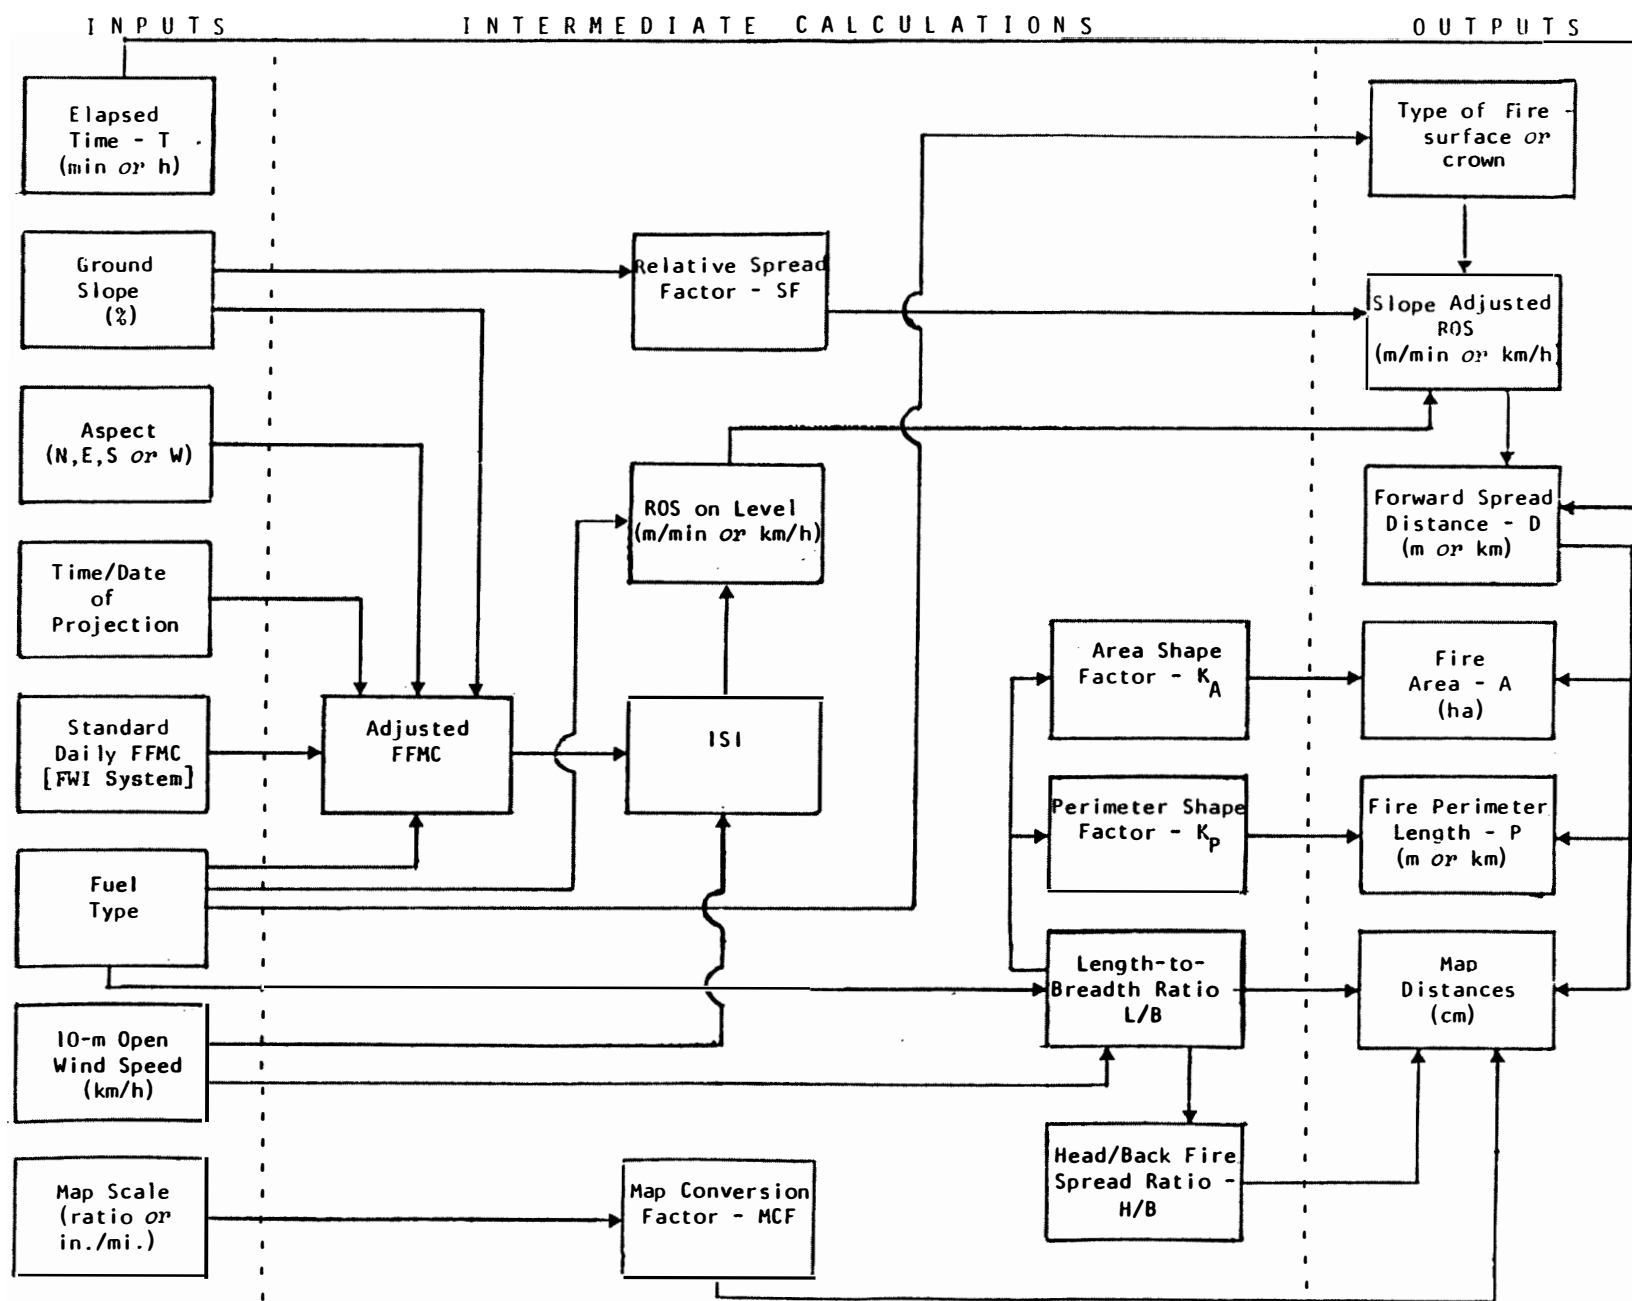 INPUTS
INTERMEDIATE CALCULATIONS
OUTPUTS
Elapsed
Time - T
(min or h)
Ground
Slope
(%)
Aspect
(N,E,S or W)
Time/Date
of
Projection
Standard
Daily FFMC
[FWI System]
Fuel
Type
10-m Open
Wind Speed
(km/h)
Map Scale
(ratio or
in./mi.)
Adjusted
FFMC
Relative Spread
Factor - SF
ROS on Level
(m/min or km/h)
ISI
Map Conversion
Factor - MCF
Area Shape
Factor - KA
Perimeter Shape
Factor - KP
Length-to-
Breadth Ratio
L/B
Head/Back Fire
Spread Ratio -
H/B
Type of Fire -
surface or
crown
Slope Adjusted
ROS
(m/min or km/h)
Forward Spread
Distance - D
(m or km)
Fire
Area - A
(ha)
Fire Perimeter
Length - P
(m or km)
Map
Distances
(cm)